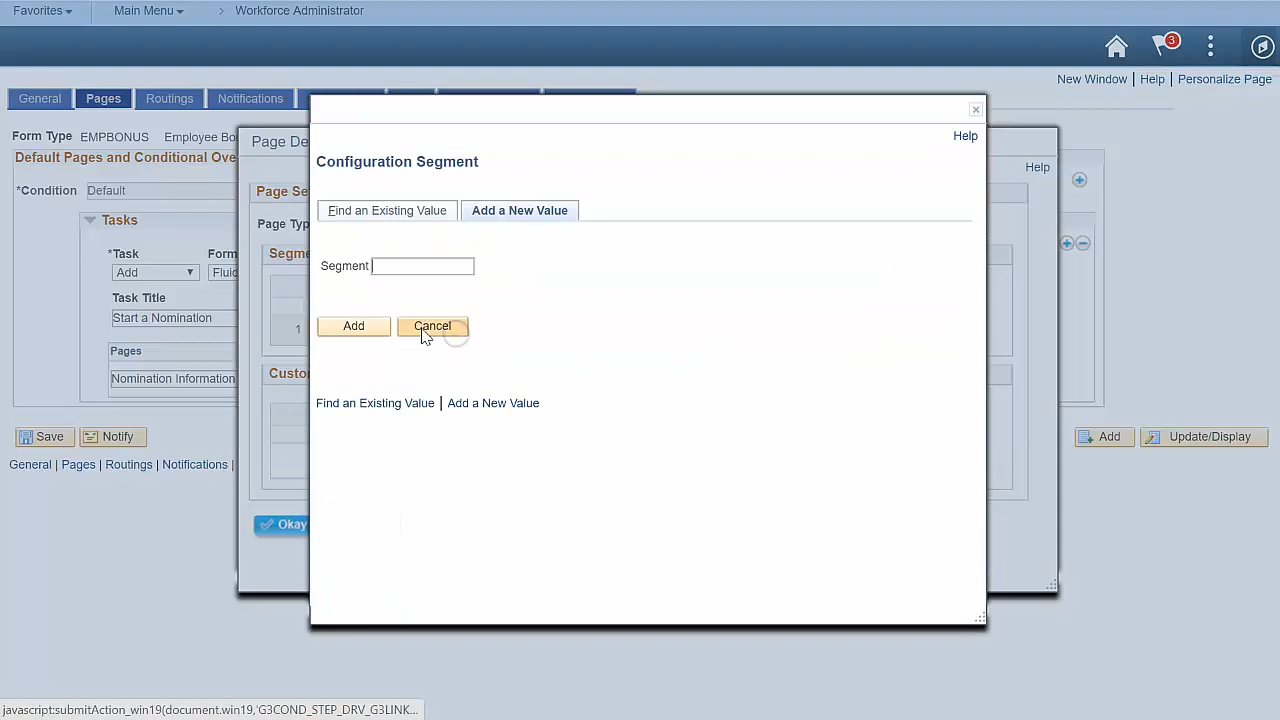 Favorites Main Menu > Workforce Administrator
3
New Window | Help | Personalize Page
General Pages Routings Notifications
Help
Form Type EMPBONUS Employee Bo
Default Pages and Conditional Ove
*Condition Default
Tasks
*Task Form
Add Fluid
Task Title
Start a Nomination
Pages
Nomination Information
Save Notify
General | Pages | Routings | Notifications |
Add Update/Display
Page De
Help
Page Se
Page Typ
Segme
1
Custo
Okay
Configuration Segment
Find an Existing Value Add a New Value
Segment
Add Cancel
Find an Existing Value | Add a New Value
javascript:submitAction_win19(document.win19,'G3COND_STEP_DRV_G3LINK...